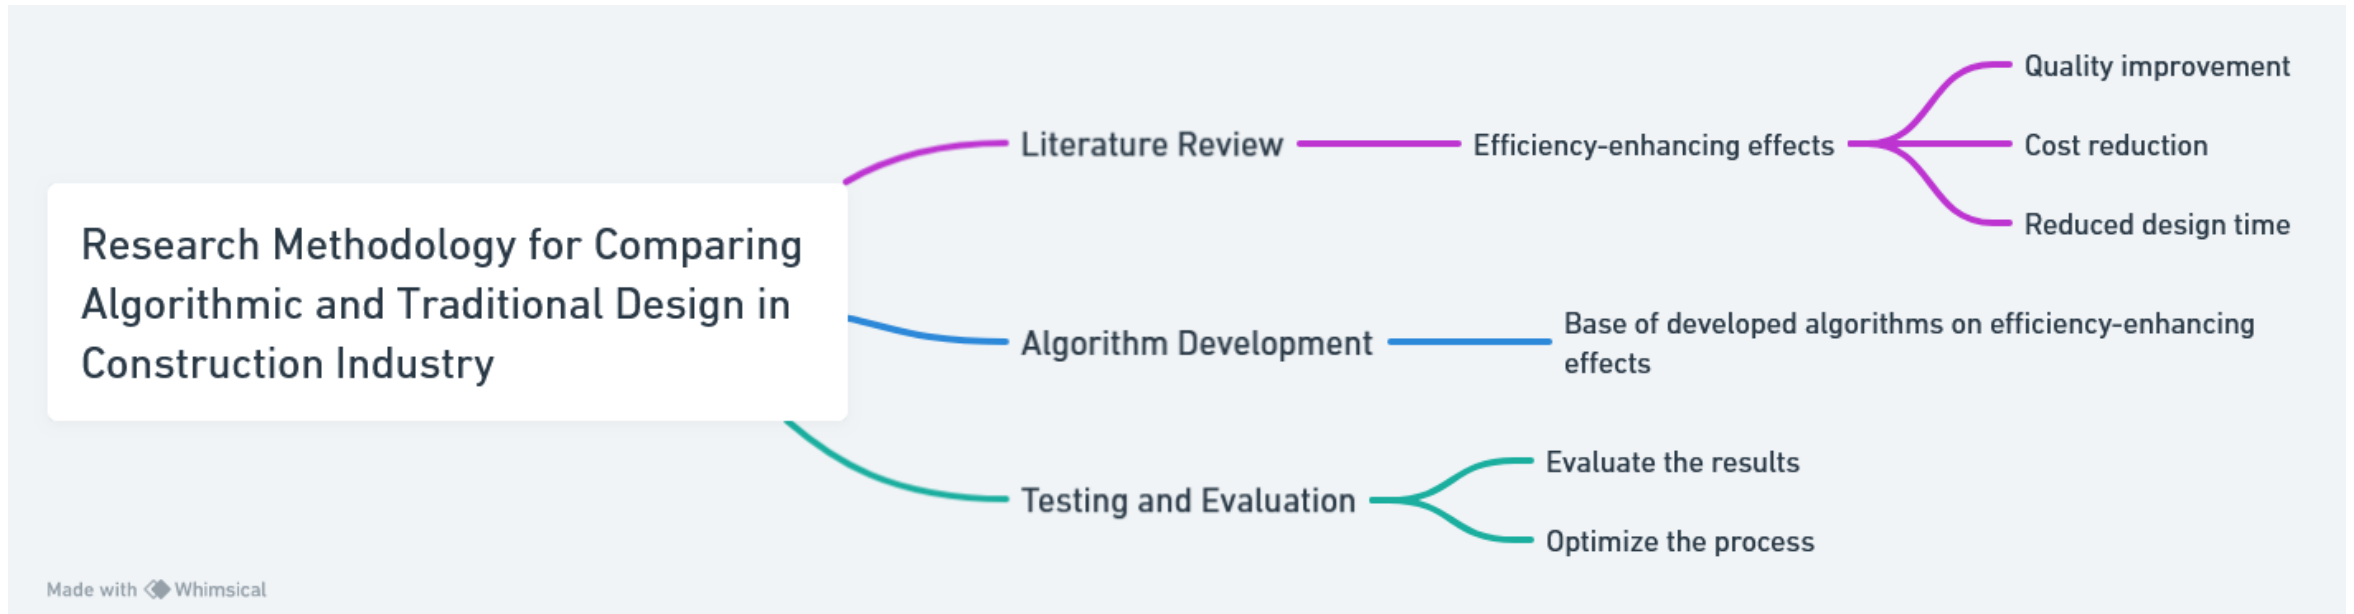 Research Methodology for Comparing
Algorithmic and Traditional Design in
Construction Industry
Literature Review
Efficiency-enhancing effects
Quality improvement
Cost reduction
Reduced design time
Algorithm Development
Base of developed algorithms on efficiency-enhancing
effects
Testing and Evaluation
Evaluate the results
Optimize the process
Made with Whimsical